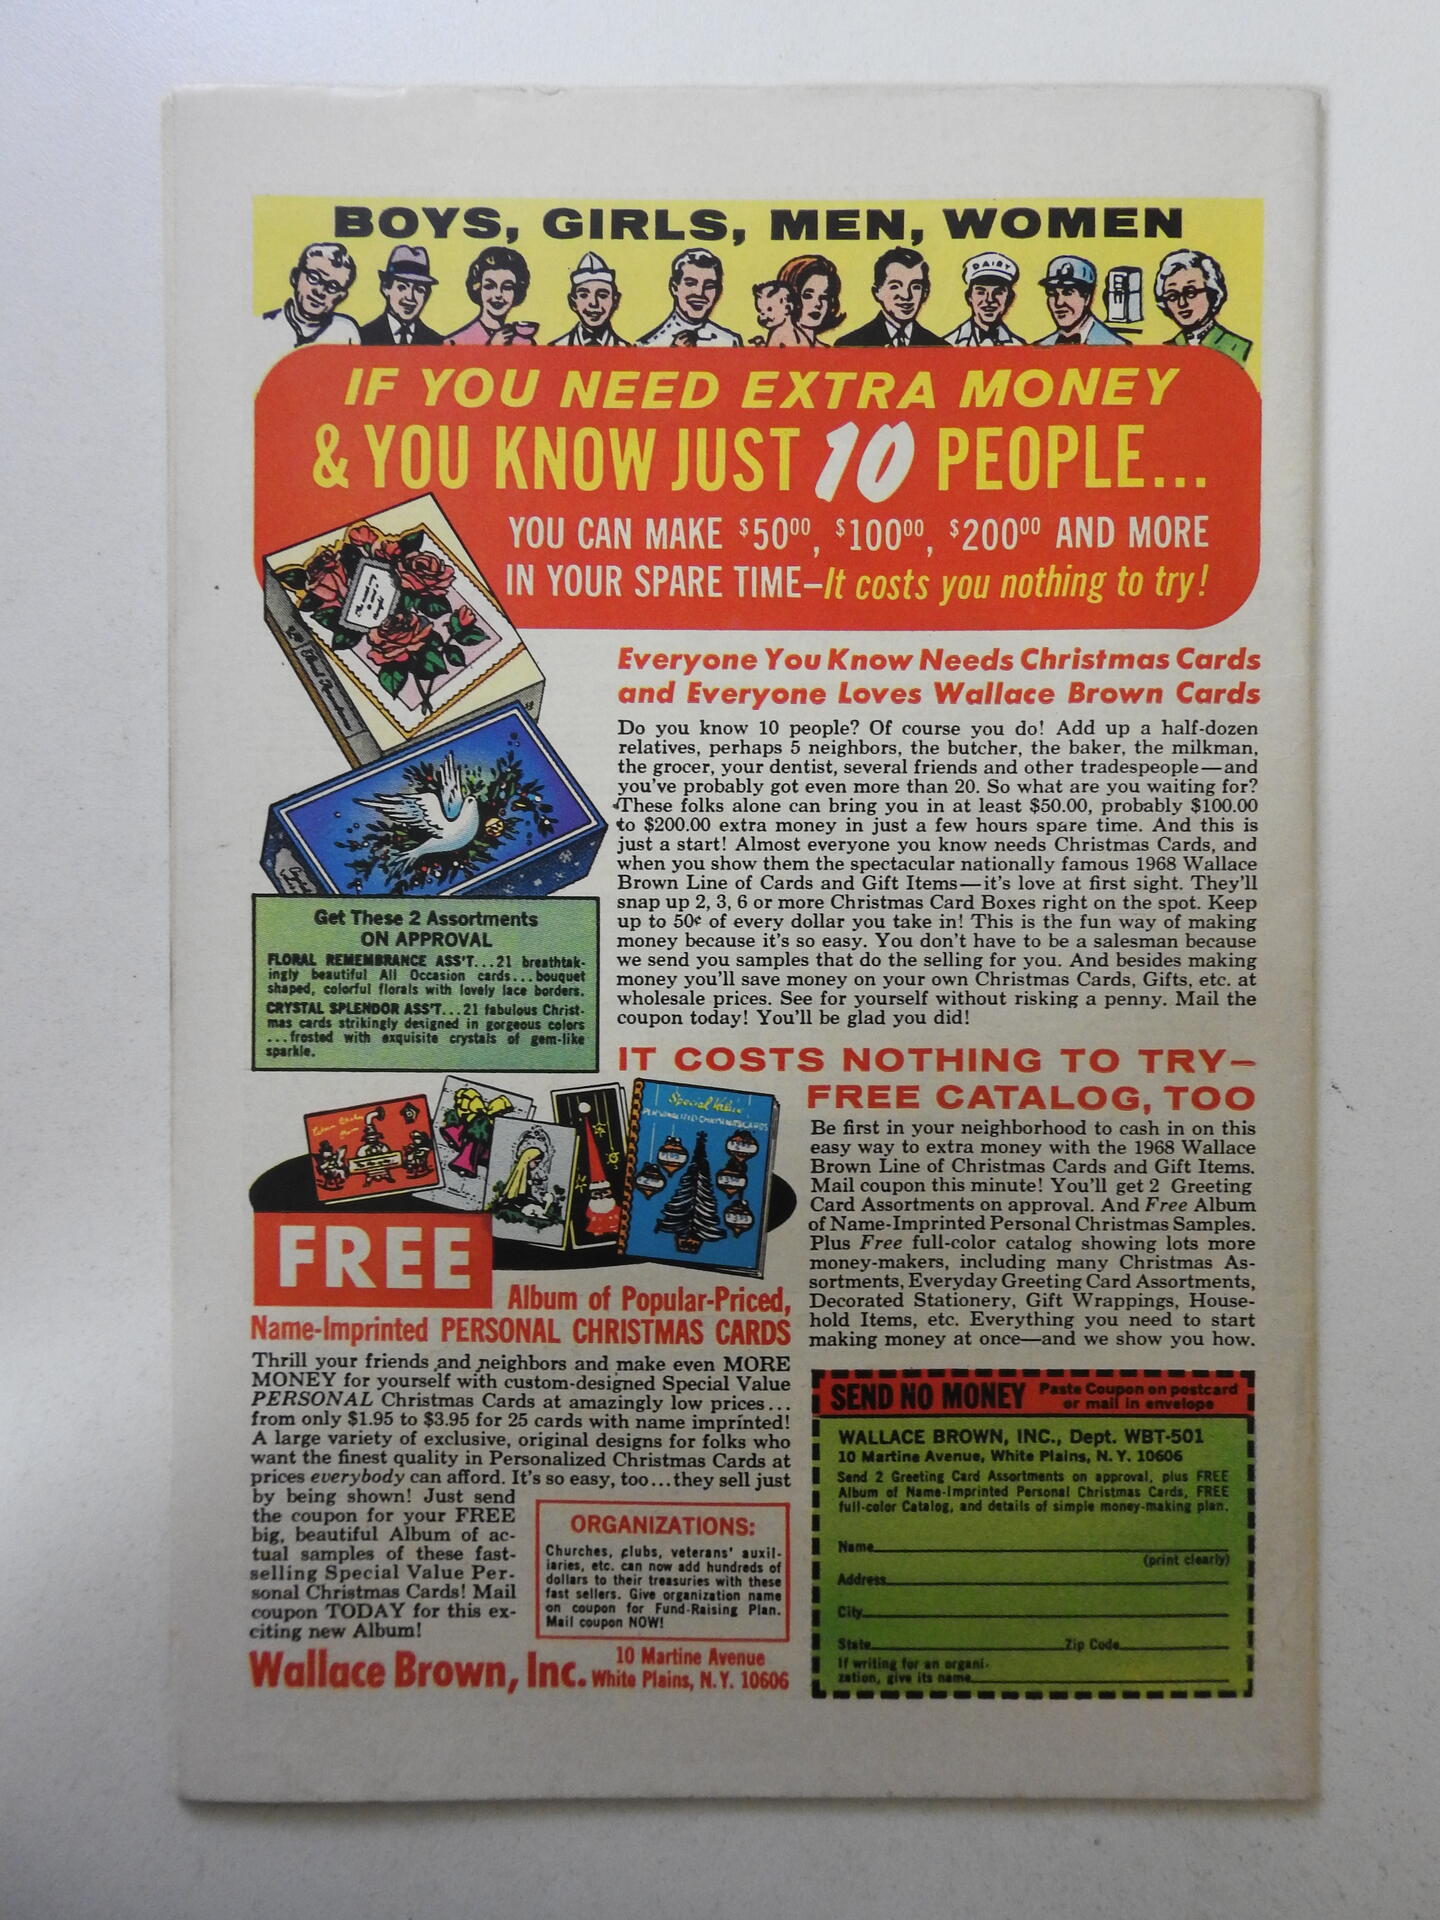 BOYS, GIRLS, MEN, WOMEN
DAIRY
IF YOU NEED EXTRA MONEY
& YOU KNOW JUST 10 PEOPLE...
YOU CAN MAKE $50⁰⁰, $100⁰⁰, $200⁰⁰ AND MORE
IN YOUR SPARE TIME—It costs you nothing to try!
Everyone You Know Needs Christmas Cards
and Everyone Loves Wallace Brown Cards
Do you know 10 people? Of course you do! Add up a half-dozen
relatives, perhaps 5 neighbors, the butcher, the baker, the milkman,
the grocer, your dentist, several friends and other tradespeople—and
you've probably got even more than 20. So what are you waiting for?
These folks alone can bring you in at least $50.00, probably $100.00
to $200.00 extra money in just a few hours spare time. And this is
just a start! Almost everyone you know needs Christmas Cards, and
when you show them the spectacular nationally famous 1968 Wallace
Brown Line of Cards and Gift Items—it's love at first sight. They'll
snap up 2, 3, 6 or more Christmas Card Boxes right on the spot. Keep
up to 50¢ of every dollar you take in! This is the fun way of making
money because it's so easy. You don't have to be a salesman because
we send you samples that do the selling for you. And besides making
money you'll save money on your own Christmas Cards, Gifts, etc. at
wholesale prices. See for yourself without risking a penny. Mail the
coupon today! You'll be glad you did!
Get These 2 Assortments
ON APPROVAL
FLORAL REMEMBRANCE ASS'T...21 breathtak-
ingly beautiful All Occasion cards...bouquet
shaped, colorful florals with lovely lace borders.
CRYSTAL SPLENDOR ASS'T...21 fabulous Christ-
mas cards strikingly designed in gorgeous colors
...frosted with exquisite crystals of gem-like
sparkle.
IT COSTS NOTHING TO TRY—
FREE CATALOG, TOO
Be first in your neighborhood to cash in on this
easy way to extra money with the 1968 Wallace
Brown Line of Christmas Cards and Gift Items.
Mail coupon this minute! You'll get 2 Greeting
Card Assortments on approval. And Free Album
of Name-Imprinted Personal Christmas Samples.
Plus Free full-color catalog showing lots more
money-makers, including many Christmas As-
sortments, Everyday Greeting Card Assortments,
Decorated Stationery, Gift Wrappings, House-
hold Items, etc. Everything you need to start
making money at once—and we show you how.
Special Value
PERSONALIZED CHRISTMAS CARDS
FREE
Album of Popular-Priced,
Name-Imprinted PERSONAL CHRISTMAS CARDS
Thrill your friends and neighbors and make even MORE
MONEY for yourself with custom-designed Special Value
PERSONAL Christmas Cards at amazingly low prices...
from only $1.95 to $3.95 for 25 cards with name imprinted!
A large variety of exclusive, original designs for folks who
want the finest quality in Personalized Christmas Cards at
prices everybody can afford. It's so easy, too...they sell just
by being shown! Just send
the coupon for your FREE
big, beautiful Album of ac-
tual samples of these fast-
selling Special Value Per-
sonal Christmas Cards! Mail
coupon TODAY for this ex-
citing new Album!
ORGANIZATIONS:
Churches, clubs, veterans' auxil-
iaries, etc. can now add hundreds of
dollars to their treasuries with these
fast sellers. Give organization name
on coupon for Fund-Raising Plan.
Mail coupon NOW!
Wallace Brown, Inc. 10 Martine Avenue
White Plains, N.Y. 10606
SEND NO MONEY Paste Coupon on postcard
or mail in envelope
WALLACE BROWN, INC., Dept. WBT-501
10 Martine Avenue, White Plains, N. Y. 10606
Send 2 Greeting Card Assortments on approval, plus FREE
Album of Name-Imprinted Personal Christmas Cards, FREE
full-color Catalog, and details of simple money-making plan.
Name
(print clearly)
Address
City
State Zip Code
If writing for an organi-
zation, give its name